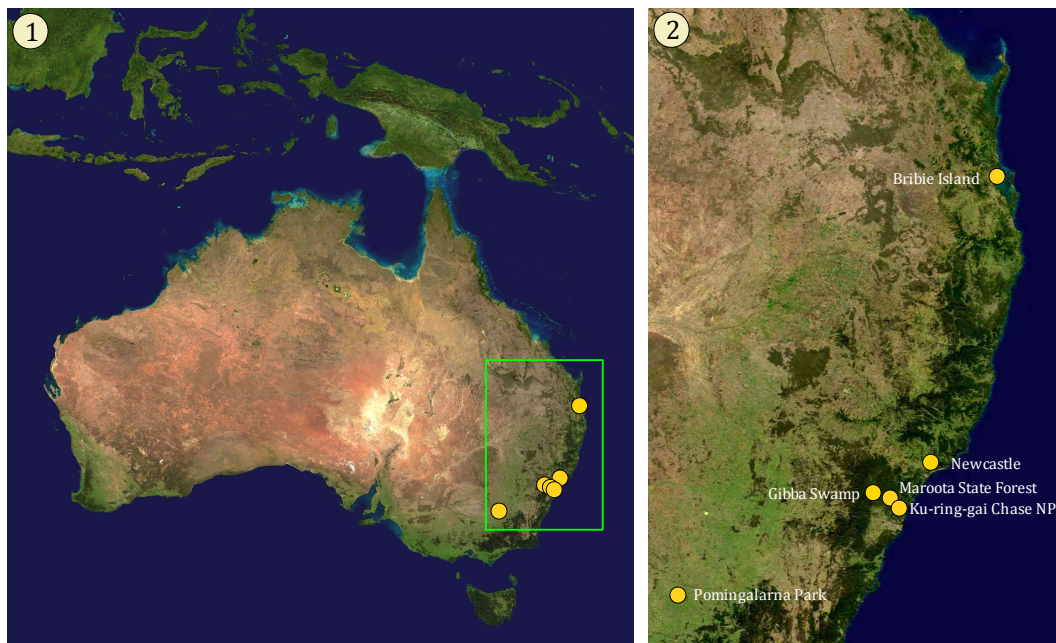 1
2
Bribie Island
Newcastle
Gibba Swamp
Maroota State Forest
Ku-ring-gai Chase NP
Pomingalarna Park